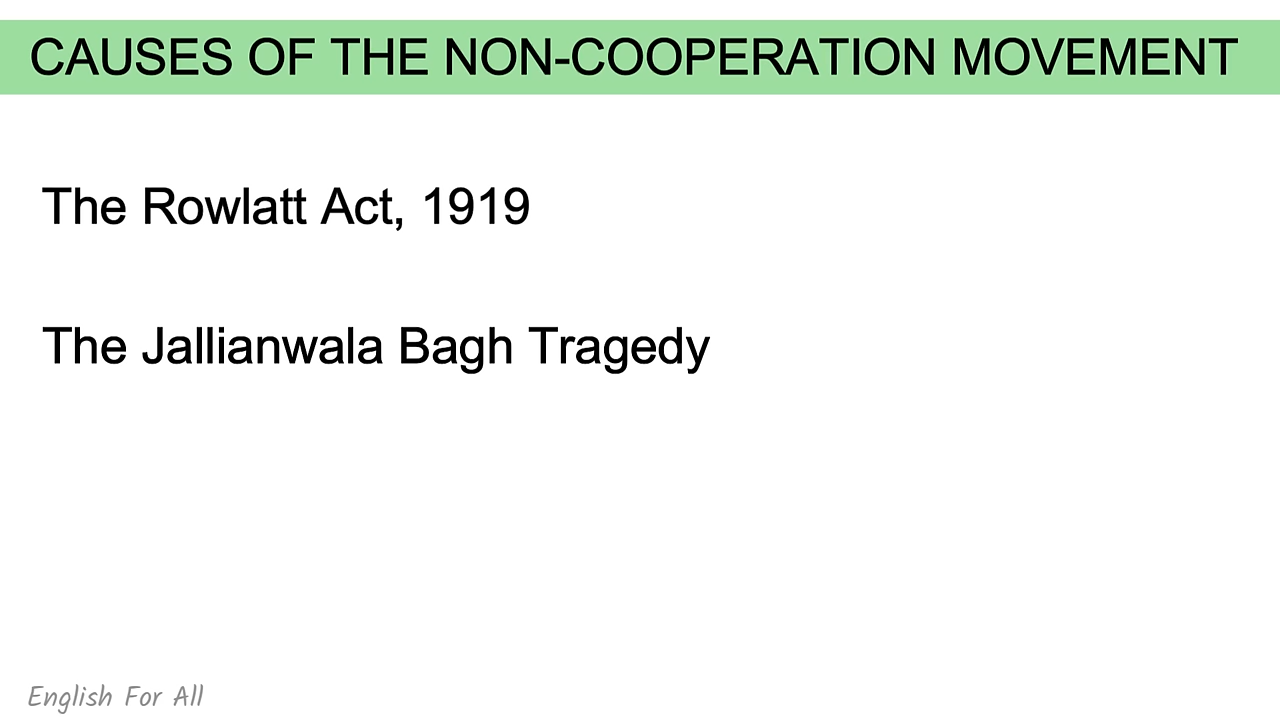 CAUSES OF THE NON-COOPERATION MOVEMENT
The Rowlatt Act, 1919
The Jallianwala Bagh Tragedy
English For All